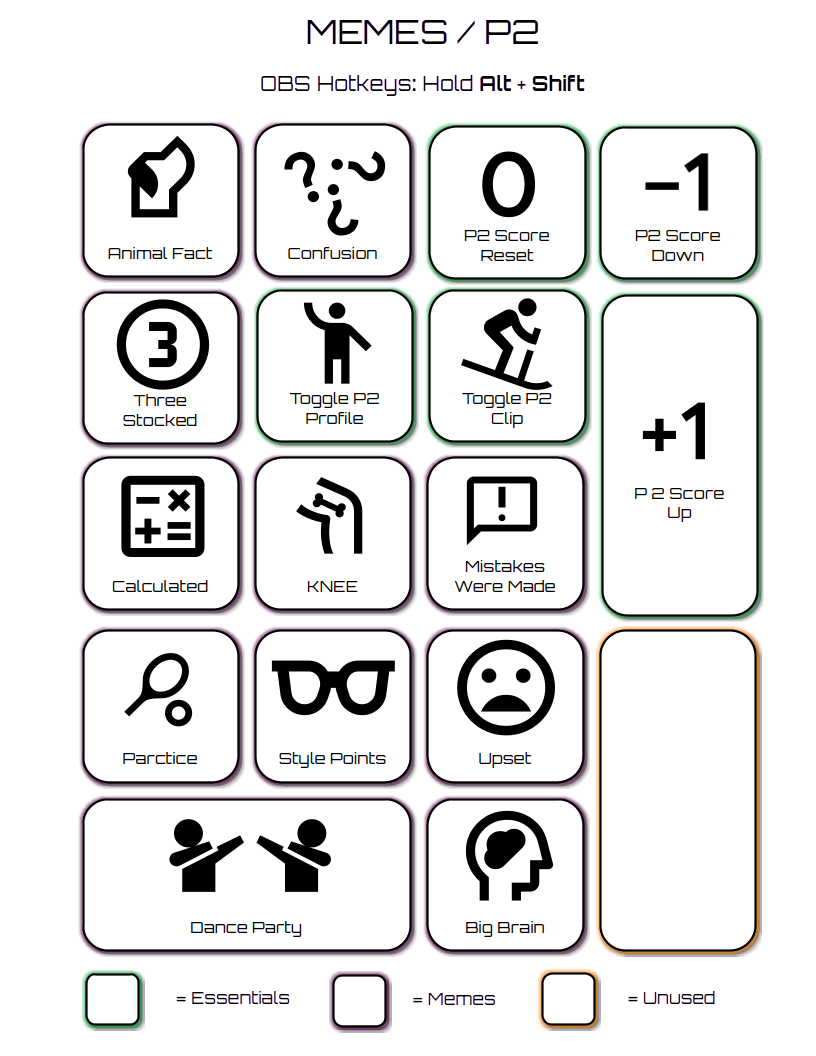 MEMES / P2
OBS Hotkeys: Hold Alt + Shift
Animal Fact
Confusion
0
P2 Score
Reset
-1
P2 Score
Down
3
Three
Stocked
Toggle P2
Profile
Toggle P2
Clip
+1
P 2 Score
Up
Calculated
KNEE
Mistakes
Were Made
Parctice
Style Points
Upset
Dance Party
Big Brain
= Essentials
= Memes
= Unused